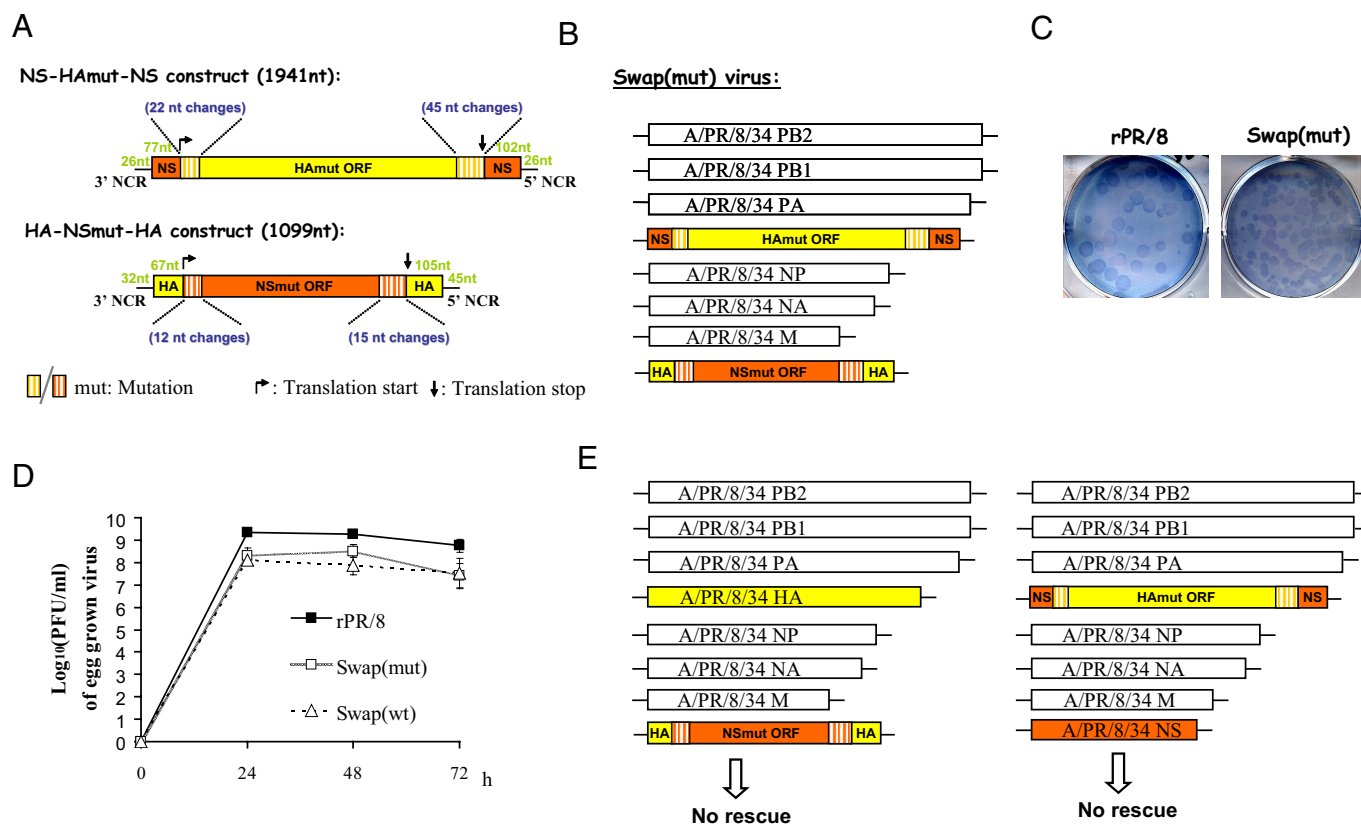 A
NS-HAmut-NS construct (1941nt):
(22 nt changes) (45 nt changes)
77nt 102nt
26nt 26nt
NS HAmut ORF NS
3’ NCR 5’ NCR
HA-NSmut-HA construct (1099nt):
67nt 105nt
32nt 45nt
HA NSmut ORF HA
3’ NCR 5’ NCR
(12 nt changes) (15 nt changes)
mut: Mutation : Translation start : Translation stop
B
Swap(mut) virus:
A/PR/8/34 PB2
A/PR/8/34 PB1
A/PR/8/34 PA
NS HAmut ORF NS
A/PR/8/34 NP
A/PR/8/34 NA
A/PR/8/34 M
HA NSmut ORF HA
C
rPR/8 Swap(mut)
D
Log10(PFU/ml)
of egg grown virus
10
9
8
7
6
5
4
3
2
1
0
0 24 48 72 h
rPR/8
Swap(mut)
Swap(wt)
E
A/PR/8/34 PB2
A/PR/8/34 PB1
A/PR/8/34 PA
A/PR/8/34 HA
A/PR/8/34 NP
A/PR/8/34 NA
A/PR/8/34 M
HA NSmut ORF HA
No rescue
A/PR/8/34 PB2
A/PR/8/34 PB1
A/PR/8/34 PA
NS HAmut ORF NS
A/PR/8/34 NP
A/PR/8/34 NA
A/PR/8/34 M
A/PR/8/34 NS
No rescue